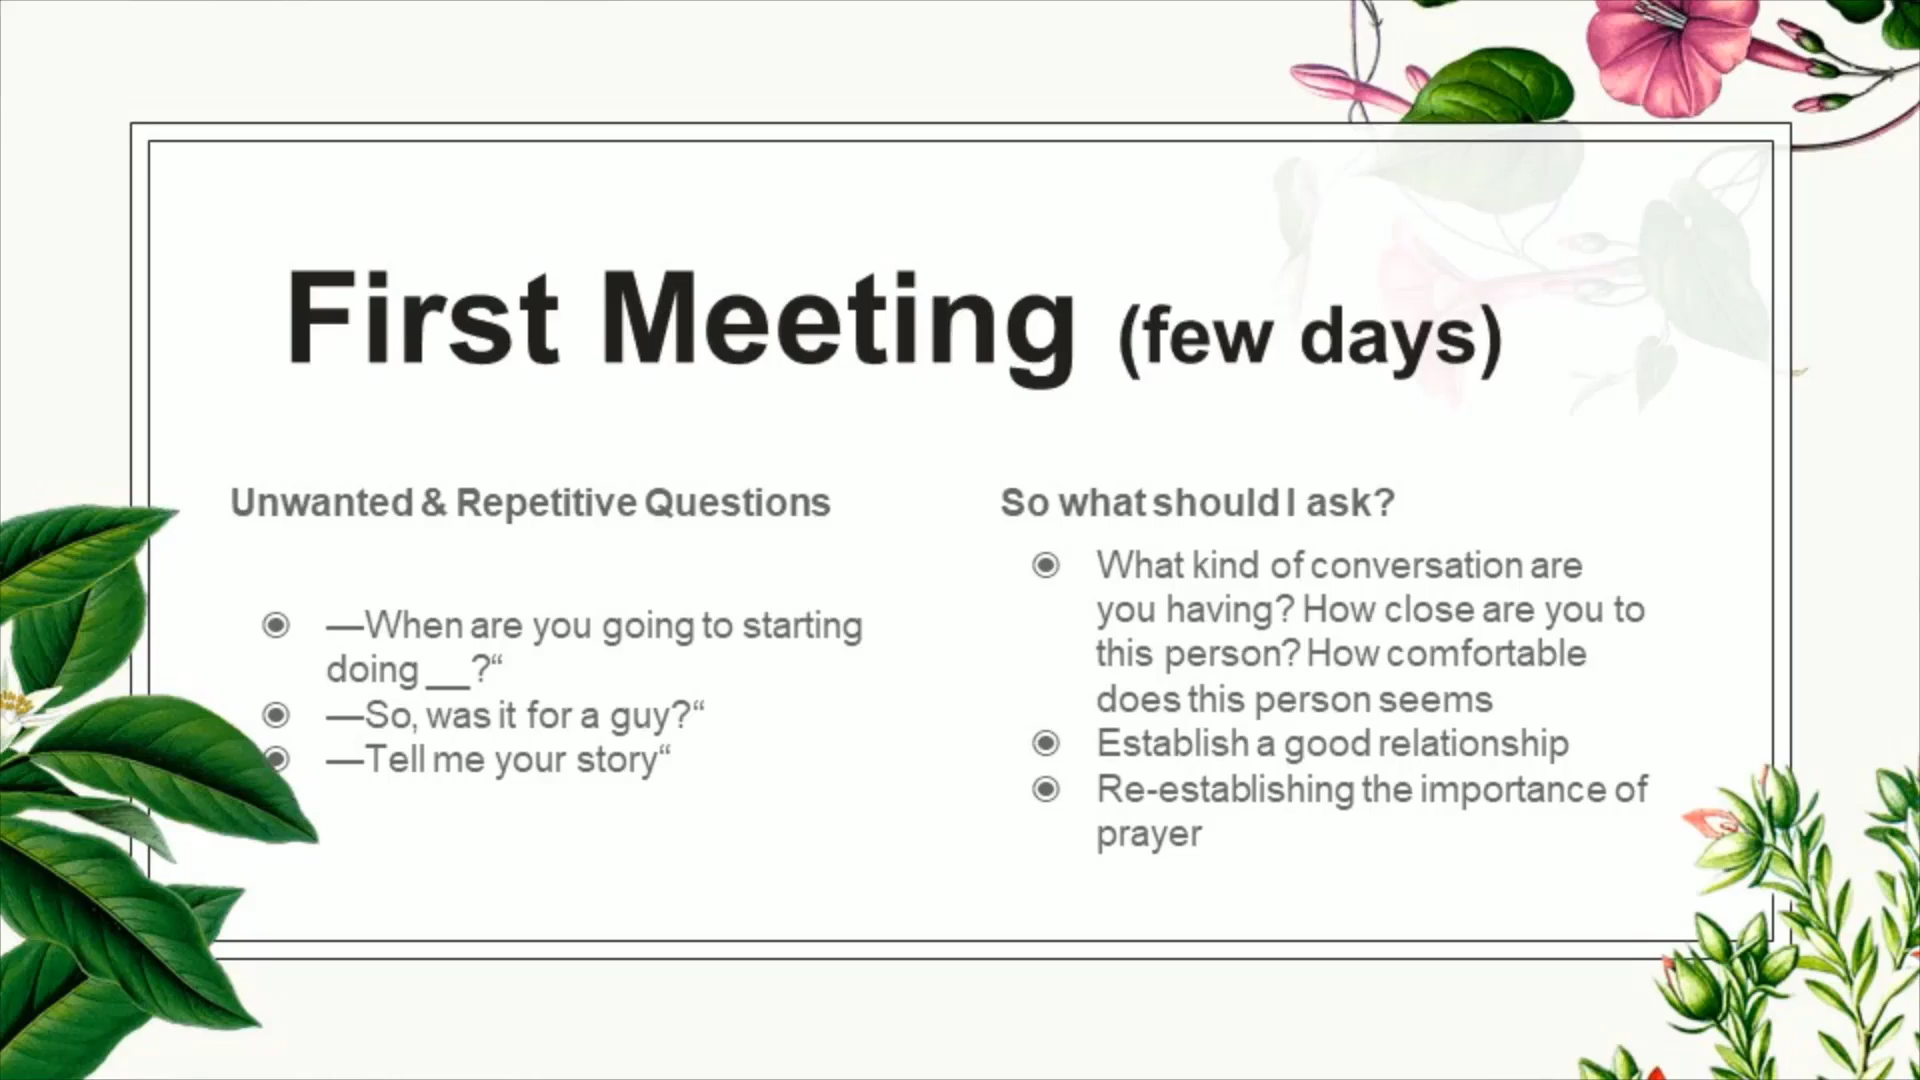 First Meeting (few days)
Unwanted & Repetitive Questions
—When are you going to starting
doing __?“
—So, was it for a guy?“
—Tell me your story“
So what should I ask?
What kind of conversation are
you having? How close are you to
this person? How comfortable
does this person seems
Establish a good relationship
Re-establishing the importance of
prayer